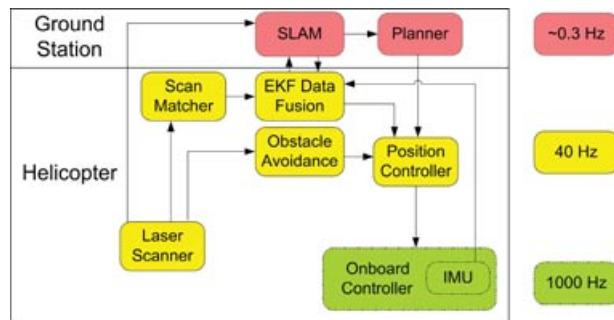 Ground
Station
SLAM
Planner
~0.3 Hz
Helicopter
Scan
Matcher
EKF Data
Fusion
Obstacle
Avoidance
Position
Controller
40 Hz
Laser
Scanner
Onboard
Controller
IMU
1000 Hz